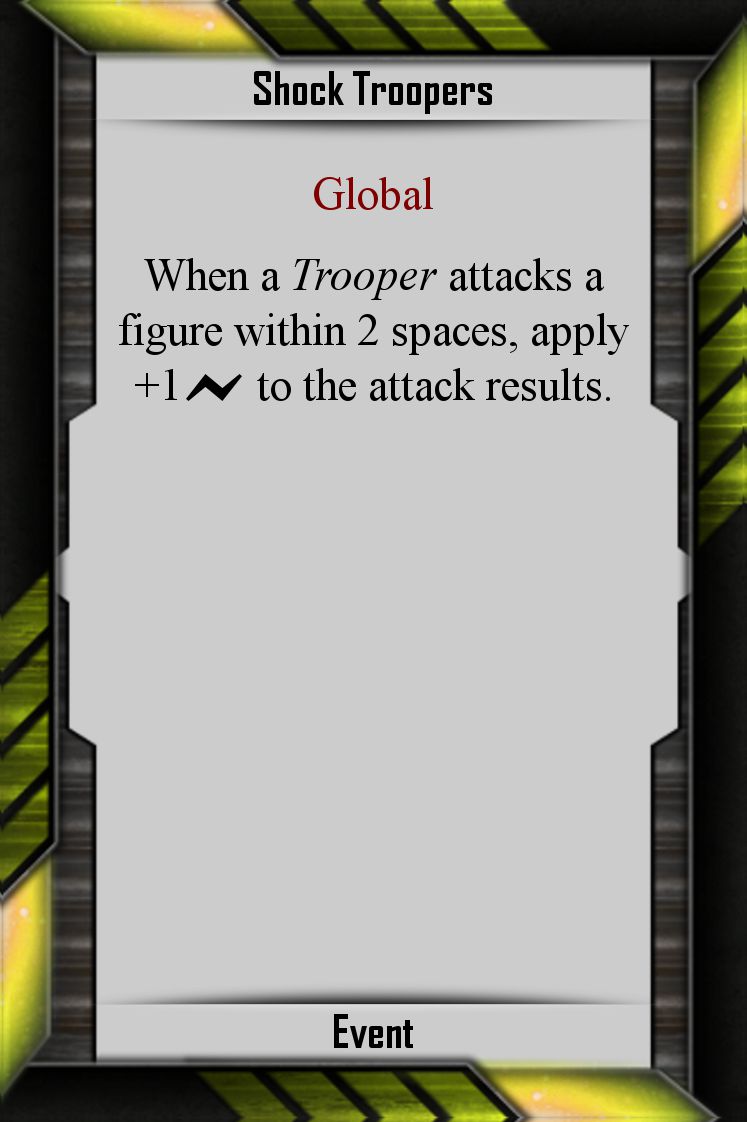 Shock Troopers
Global
When a Trooper attacks a
figure within 2 spaces, apply
+1 to the attack results.
Event